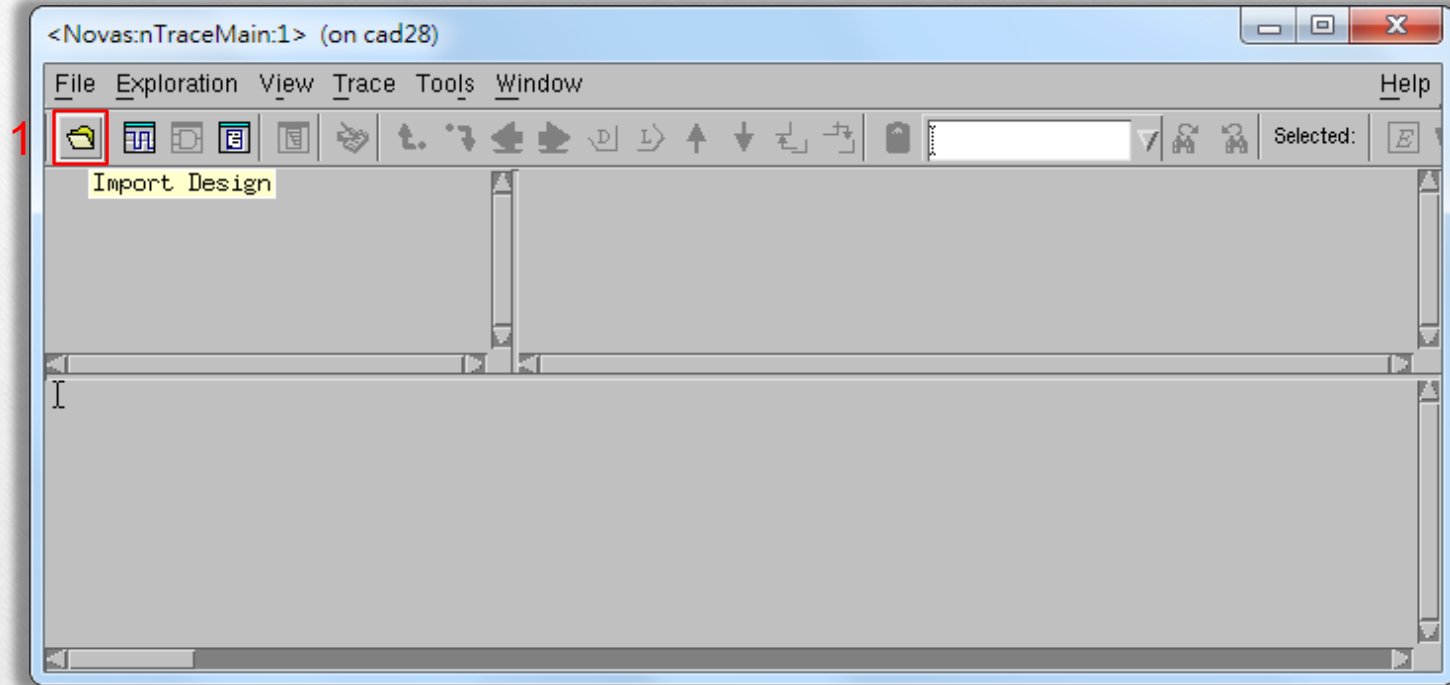 <Novas:nTraceMain:1> (on cad28)
File Exploration View Trace Tools Window Help
1 D L Selected: E
Import Design